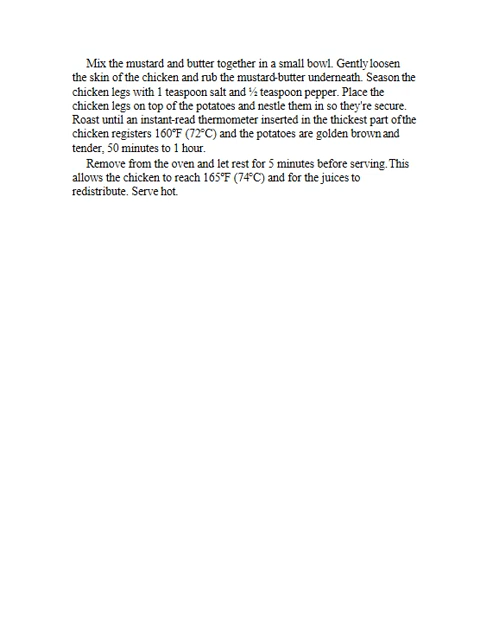 Mix the mustard and butter together in a small bowl. Gently loosen
the skin of the chicken and rub the mustard-butter underneath. Season the
chicken legs with 1 teaspoon salt and ½ teaspoon pepper. Place the
chicken legs on top of the potatoes and nestle them in so they're secure.
Roast until an instant-read thermometer inserted in the thickest part of the
chicken registers 160°F (72°C) and the potatoes are golden brown and
tender, 50 minutes to 1 hour.
Remove from the oven and let rest for 5 minutes before serving. This
allows the chicken to reach 165°F (74°C) and for the juices to
redistribute. Serve hot.